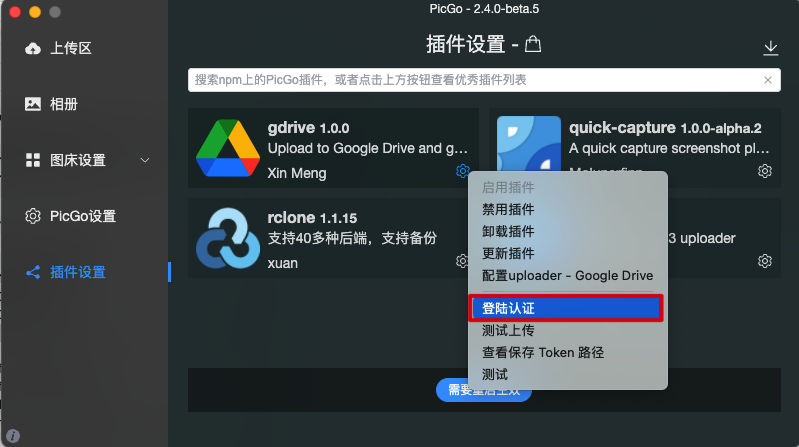 PicGo - 2.4.0-beta.5
上传区
相册
图床设置
PicGo设置
插件设置
插件设置 -
搜索npm上的PicGo插件，或者点击上方按钮查看优秀插件列表
gdrive 1.0.0
Upload to Google Drive and g...
Xin Meng
quick-capture 1.0.0-alpha.2
A quick capture screenshot pl...
rclone 1.1.15
支持40多种后端，支持备份
xuan
3 uploader
启用插件
禁用插件
卸载插件
更新插件
配置uploader - Google Drive
登陆认证
测试上传
查看保存 Token 路径
测试
需要重启生效